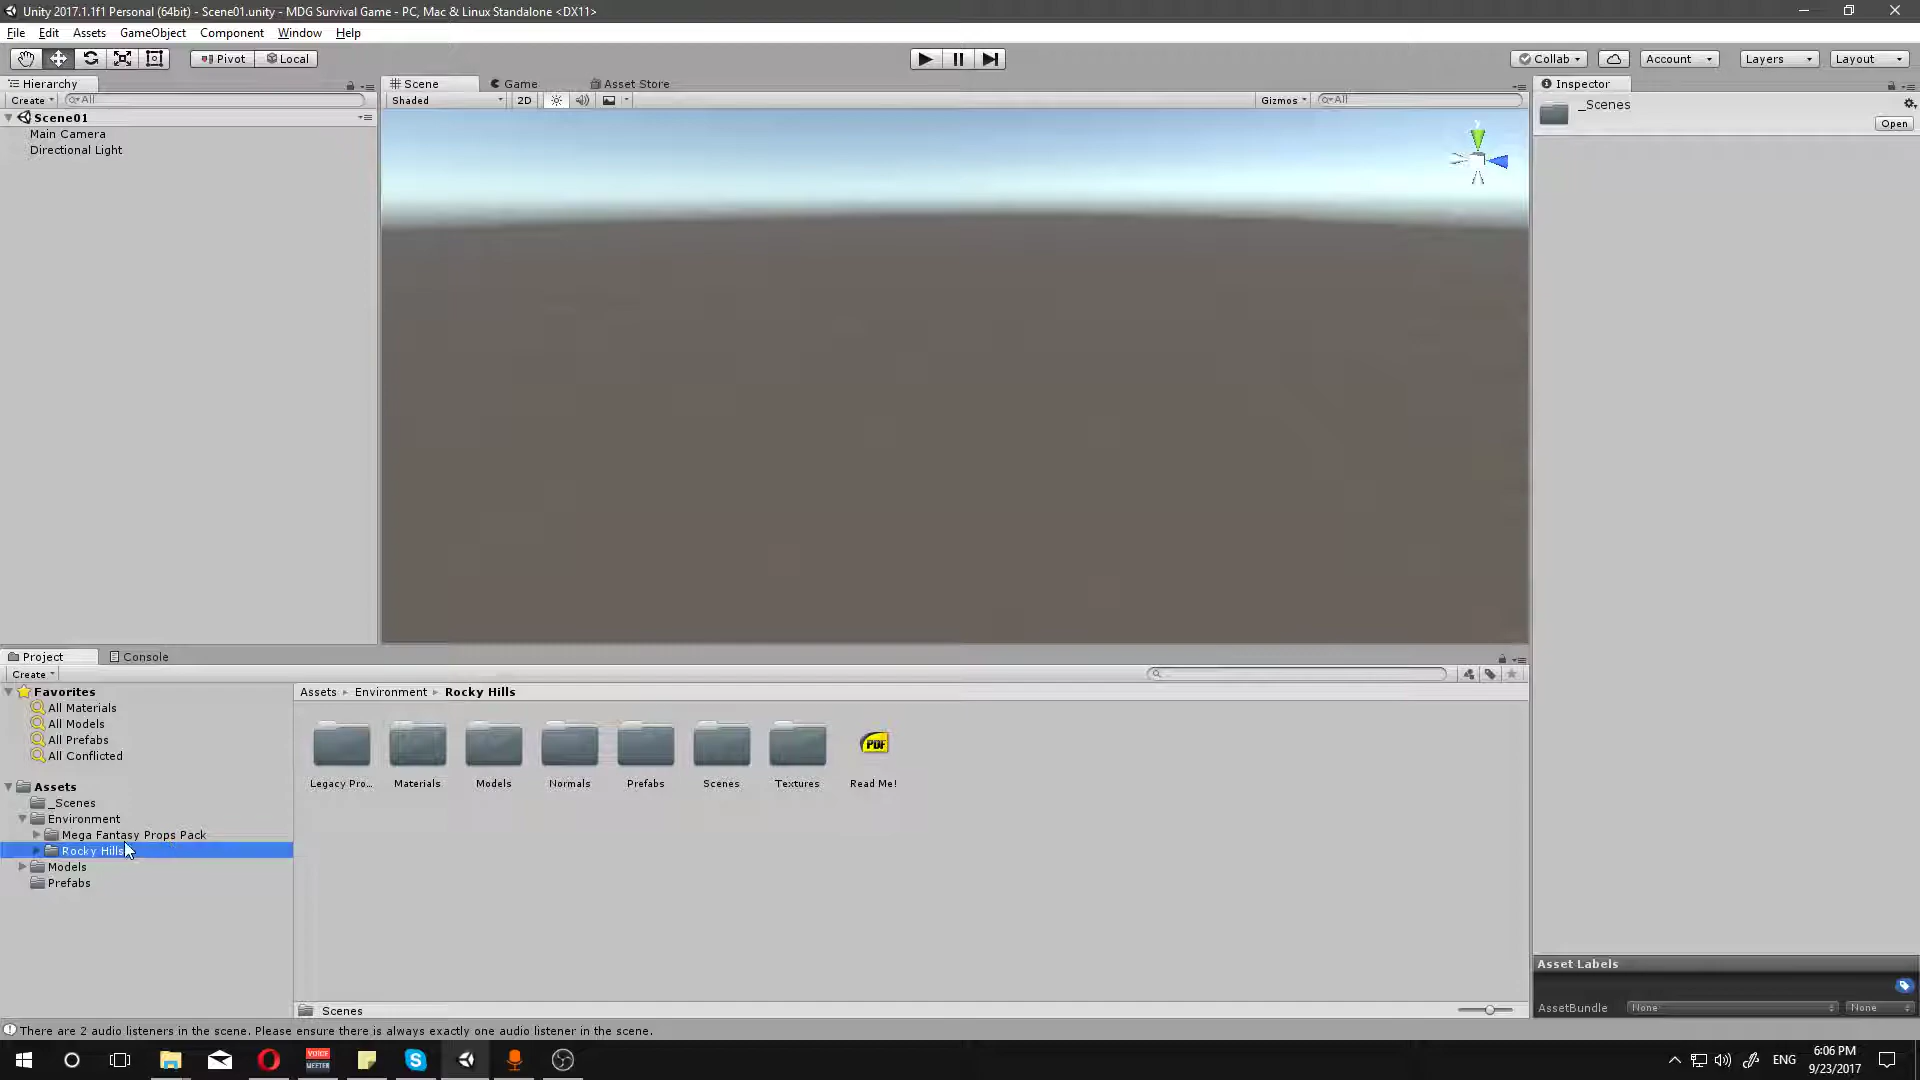 Unity 2017.1.1f1 Personal (64bit) - Scene01.unity - MDG Survival Game - PC, Mac & Linux Standalone <DX11>
File Edit Assets GameObject Component Window Help
Pivot Local Collab Account Layers Layout
Hierarchy
Create All
Scene01
Main Camera
Directional Light
Scene Game Asset Store
Shaded 2D Gizmos All
y
Inspector
_Scenes
Open
Project Console
Create
Favorites
All Materials
All Models
All Prefabs
All Conflicted
Assets
_Scenes
Environment
Mega Fantasy Props Pack
Rocky Hills
Models
Prefabs
Assets Environment Rocky Hills
PDF
Legacy Pro... Materials Models Normals Prefabs Scenes Textures Read Me!
Scenes
Asset Labels
AssetBundle None None
There are 2 audio listeners in the scene. Please ensure there is always exactly one audio listener in the scene.
VOICE
MEETER
ENG
6:06 PM
9/23/2017